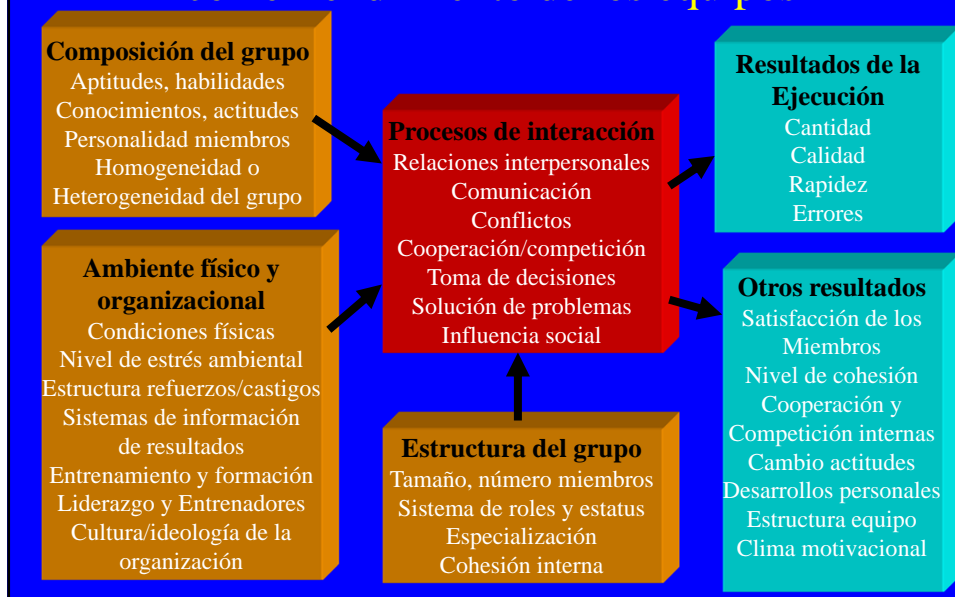 de los equipos
Composición del grupo
Aptitudes, habilidades
Conocimientos, actitudes
Personalidad miembros
Homogeneidad o
Heterogeneidad del grupo
Ambiente físico y
organizacional
Condiciones físicas
Nivel de estrés ambiental
Estructura refuerzos/castigos
Sistemas de información
de resultados
Entrenamiento y formación
Liderazgo y Entrenadores
Cultura/ideología de la
organización
Procesos de interacción
Relaciones interpersonales
Comunicación
Conflictos
Cooperación/competición
Toma de decisiones
Solución de problemas
Influencia social
Estructura del grupo
Tamaño, número miembros
Sistema de roles y estatus
Especialización
Cohesión interna
Resultados de la
Ejecución
Cantidad
Calidad
Rapidez
Errores
Otros resultados
Satisfacción de los
Miembros
Nivel de cohesión
Cooperación y
Competición internas
Cambio actitudes
Desarrollos personales
Estructura equipo
Clima motivacional